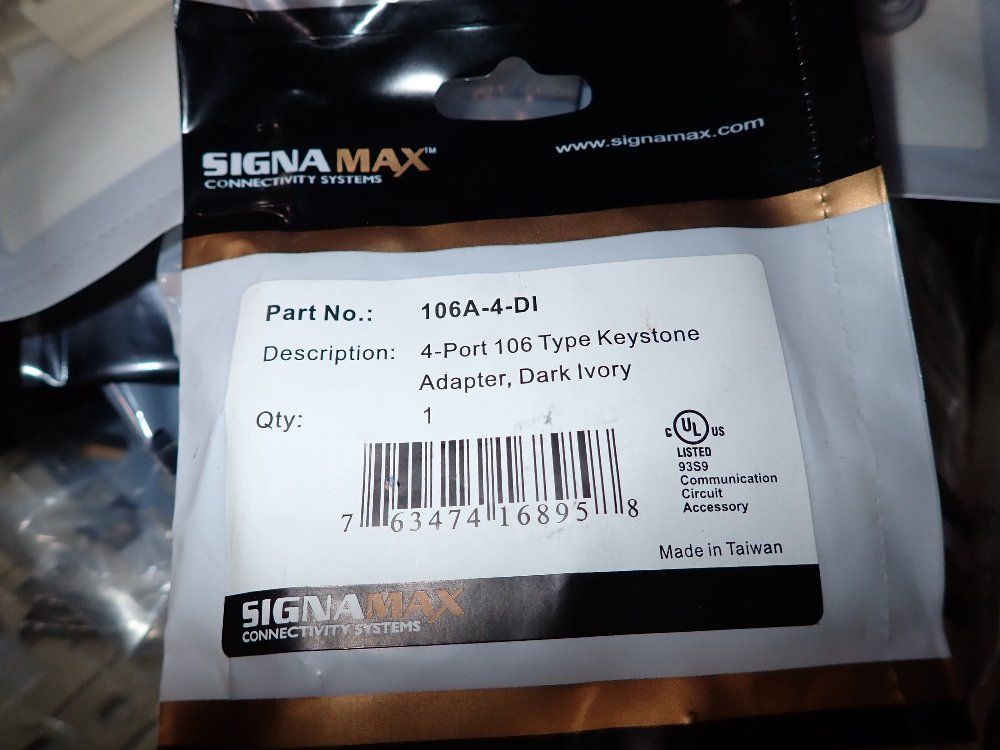 SIGNAMAX™
CONNECTIVITY SYSTEMS
www.signamax.com
Part No.: 106A-4-DI
Description: 4-Port 106 Type Keystone
Adapter, Dark Ivory
Qty: 1
7 63474 16895 8
C UL US
LISTED
93S9
Communication
Circuit
Accessory
Made in Taiwan
SIGNAMAX
CONNECTIVITY SYSTEMS